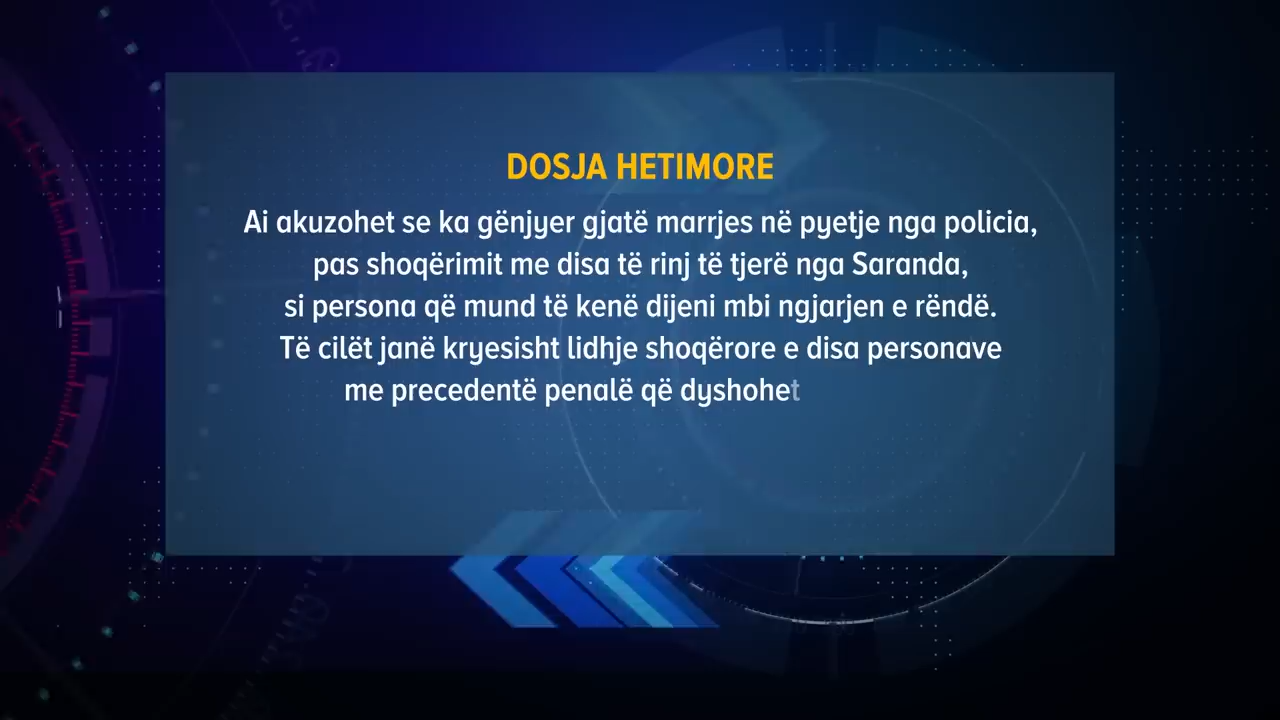 DOSJA HETIMORE
Ai akuzohet se ka gënjyer gjatë marrjes në pyetje nga policia,
pas shoqërimit me disa të rinj të tjerë nga Saranda,
si persona që mund të kenë dijeni mbi ngjarjen e rëndë.
Të cilët janë kryesisht lidhje shoqërore e disa personave
me precedentë penalë që dyshohet